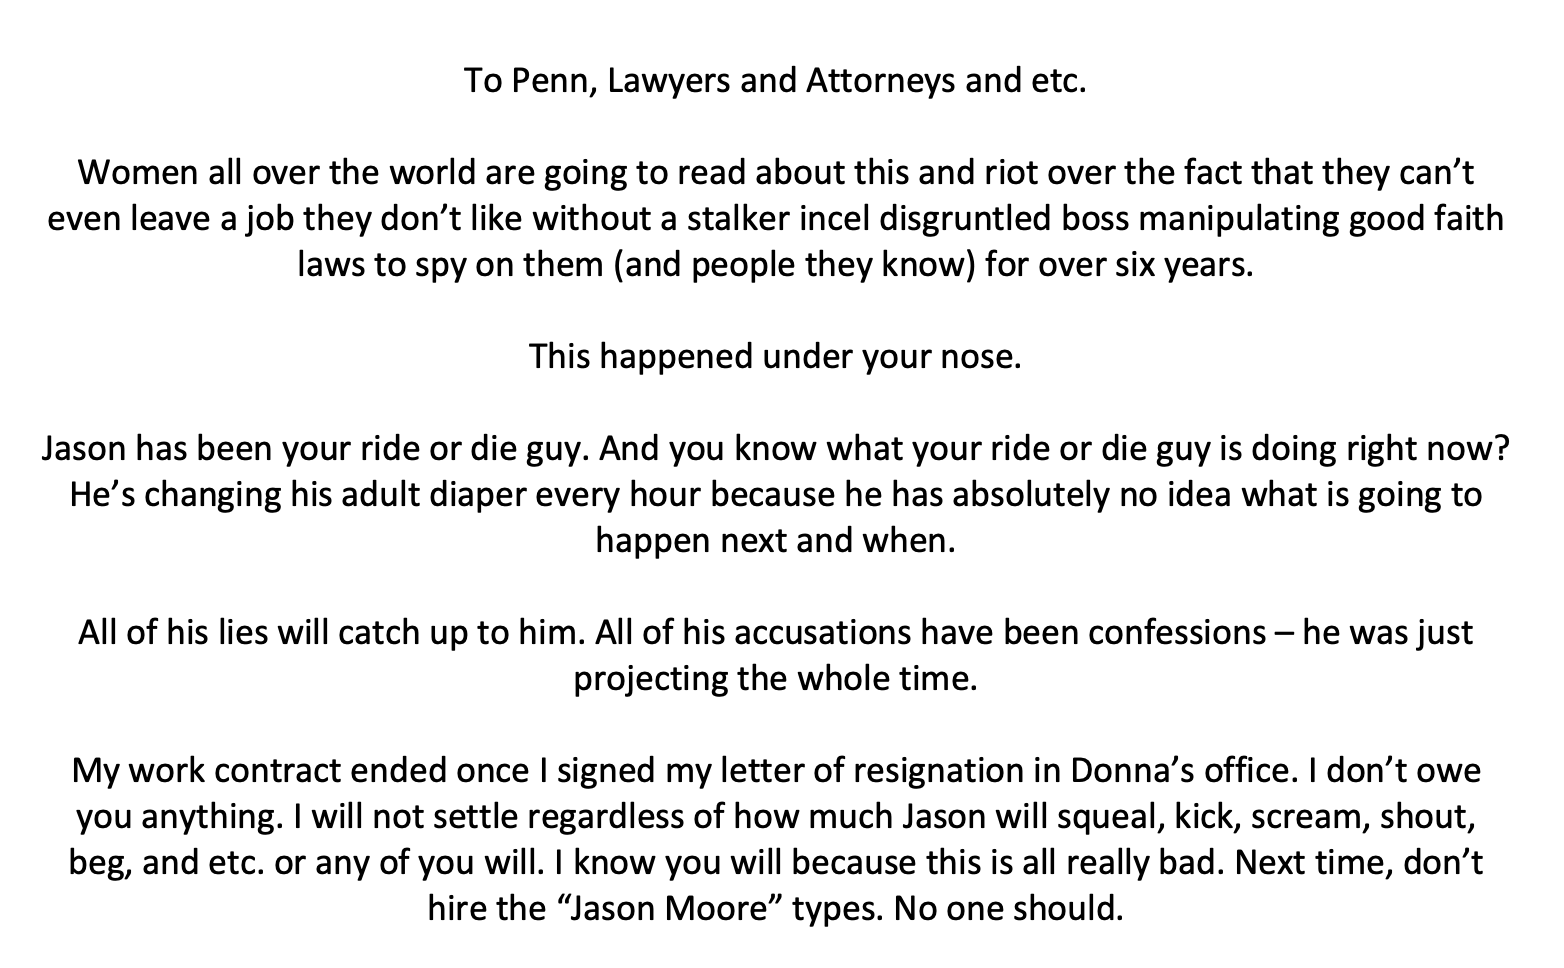 To Penn, Lawyers and Attorneys and etc.
Women all over the world are going to read about this and riot over the fact that they can’t
even leave a job they don’t like without a stalker incel disgruntled boss manipulating good faith
laws to spy on them (and people they know) for over six years.
This happened under your nose.
Jason has been your ride or die guy. And you know what your ride or die guy is doing right now?
He’s changing his adult diaper every hour because he has absolutely no idea what is going to
happen next and when.
All of his lies will catch up to him. All of his accusations have been confessions – he was just
projecting the whole time.
My work contract ended once I signed my letter of resignation in Donna’s office. I don’t owe
you anything. I will not settle regardless of how much Jason will squeal, kick, scream, shout,
beg, and etc. or any of you will. I know you will because this is all really bad. Next time, don’t
hire the “Jason Moore” types. No one should.